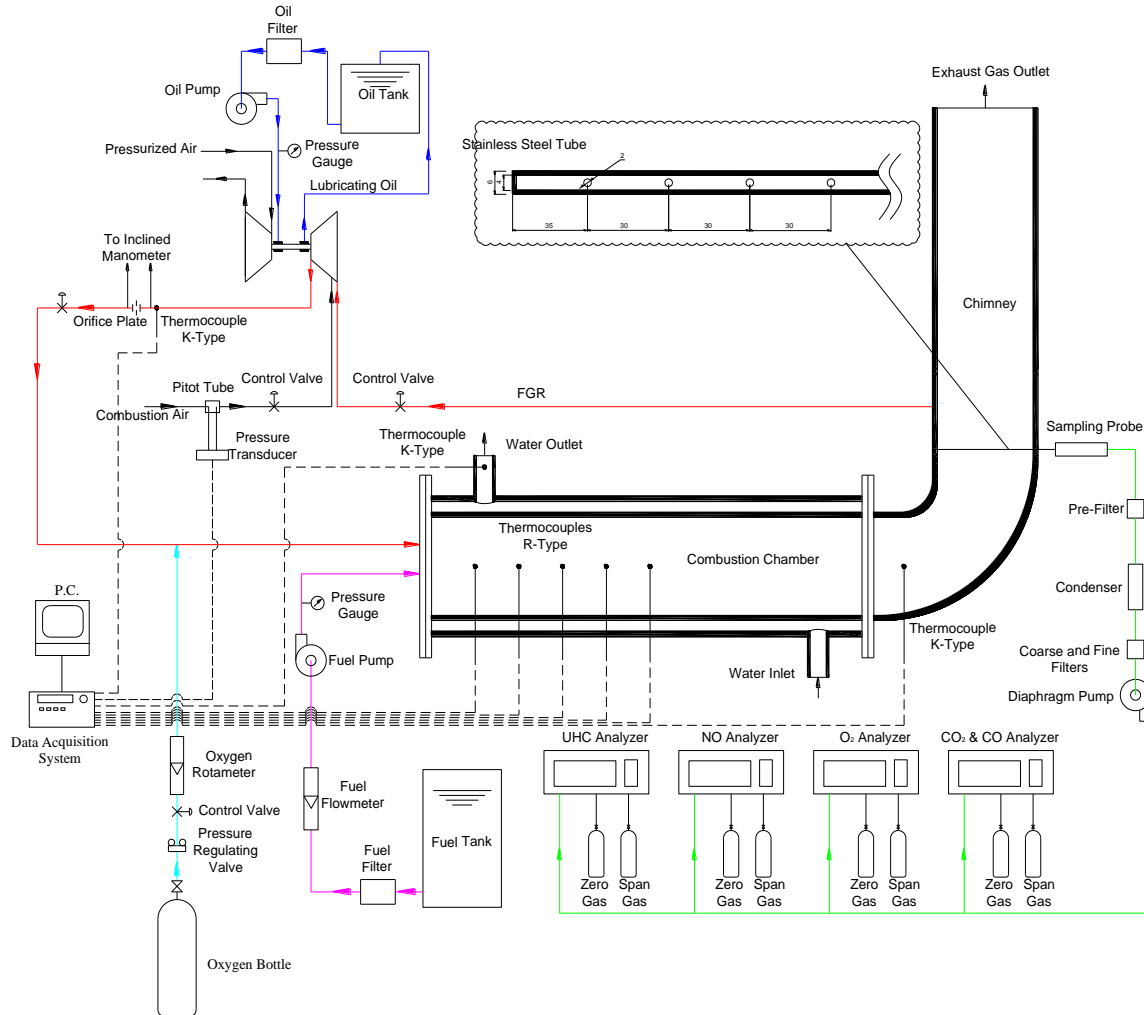 Oil
Filter
Exhaust Gas Outlet
Oil Pump
Oil Tank
Stainless Steel Tube
2
6
4
35
30
30
30
Pressurized Air
Pressure
Gauge
Lubricating Oil
To Inclined
Manometer
Chimney
Orifice Plate
Thermocouple
K-Type
Pitot Tube
Control Valve
Control Valve
FGR
Combustion Air
Pressure
Transducer
Thermocouple
K-Type
Water Outlet
Sampling Probe
Pre-Filter
Thermocouples
R-Type
Combustion Chamber
Condenser
P.C.
Pressure
Gauge
Thermocouple
K-Type
Fuel Pump
Water Inlet
Coarse and Fine
Filters
Diaphragm Pump
Data Acquisition
System
UHC Analyzer
NO Analyzer
O₂ Analyzer
CO₂ & CO Analyzer
Oxygen
Rotameter
Fuel
Flowmeter
Control Valve
Pressure
Regulating
Valve
Fuel
Filter
Fuel Tank
Zero
Gas
Span
Gas
Zero
Gas
Span
Gas
Zero
Gas
Span
Gas
Zero
Gas
Span
Gas
Oxygen Bottle